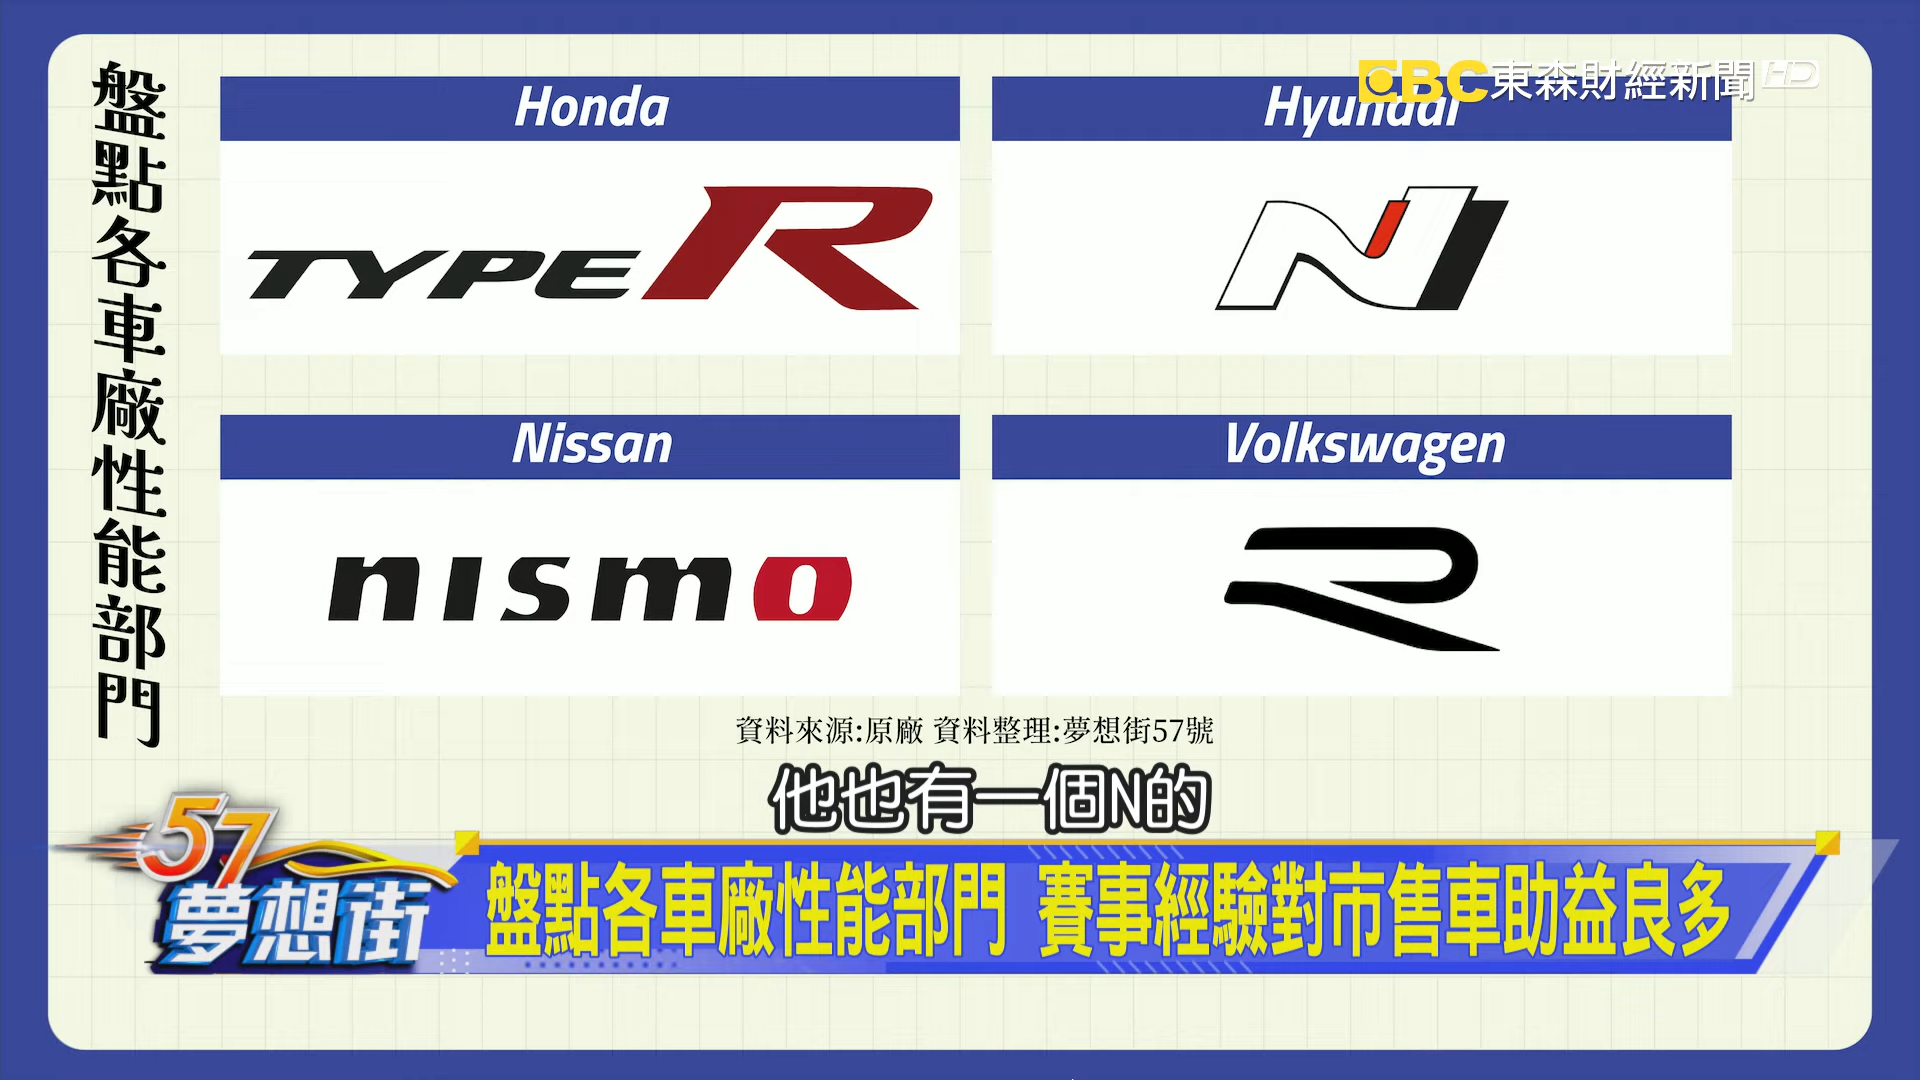 盤點各車廠性能部門
EBC東森財經新聞HD
Honda
Hyundai
TYPE R
N
Nissan
Volkswagen
nismo
R
資料來源:原廠 資料整理:夢想街57號
他也有一個N的
57夢想街
盤點各車廠性能部門 賽事經驗對市售車助益良多